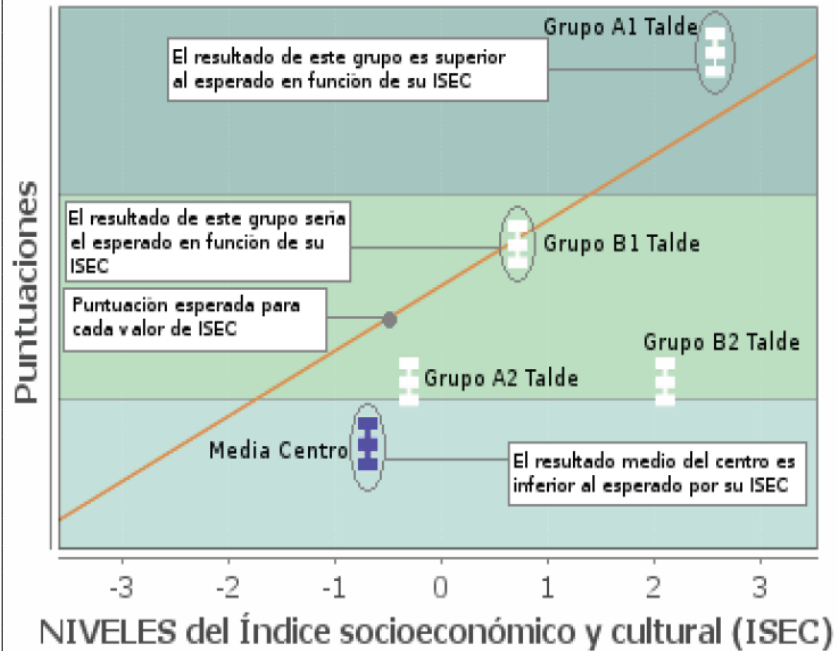 Grupo A1 Talde
El resultado de este grupo es superior
al esperado en función de su ISEC
El resultado de este grupo sería
el esperado en función de su
ISEC
Grupo B1 Talde
Puntuación esperada para
cada valor de ISEC
Grupo B2 Talde
Grupo A2 Talde
Media Centro
El resultado medio del centro es
inferior al esperado por su ISEC
Puntuaciones
-3 -2 -1 0 1 2 3
NIVELES del Índice socioeconómico y cultural (ISEC)